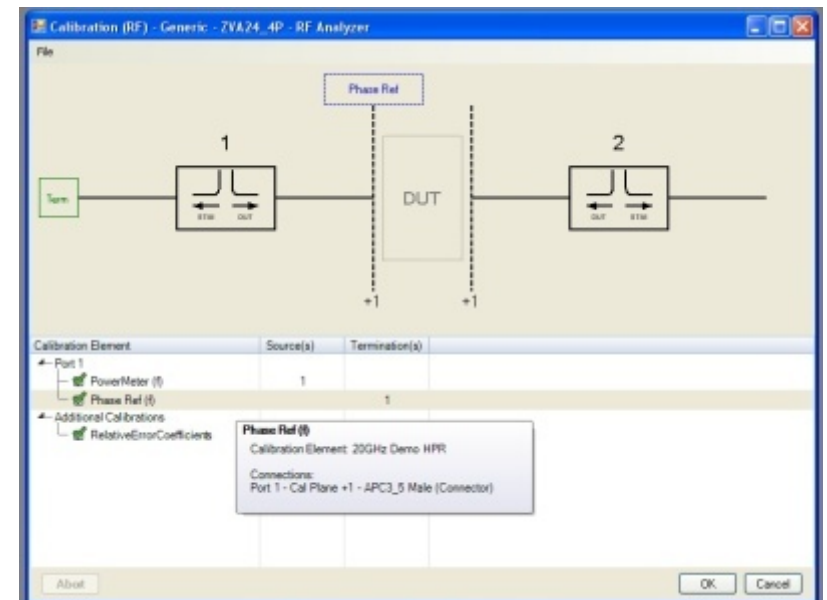 Calibration (RF) - Generic - ZVA24_4P - RF Analyzer
File
Phase Ref
1
2
Term
DUT
+1
+1
Calibration Element Source(s) Termination(s)
Port 1
PowerMeter (f) 1
Phase Ref (f) 1
Additional Calibrations
RelativeErrorCoefficients
Phase Ref (f)
Calibration Element: 20GHz Demo HPR
Connections:
Port 1 - Cal Plane +1 - APC3_5 Male (Connector)
Abort
OK Cancel